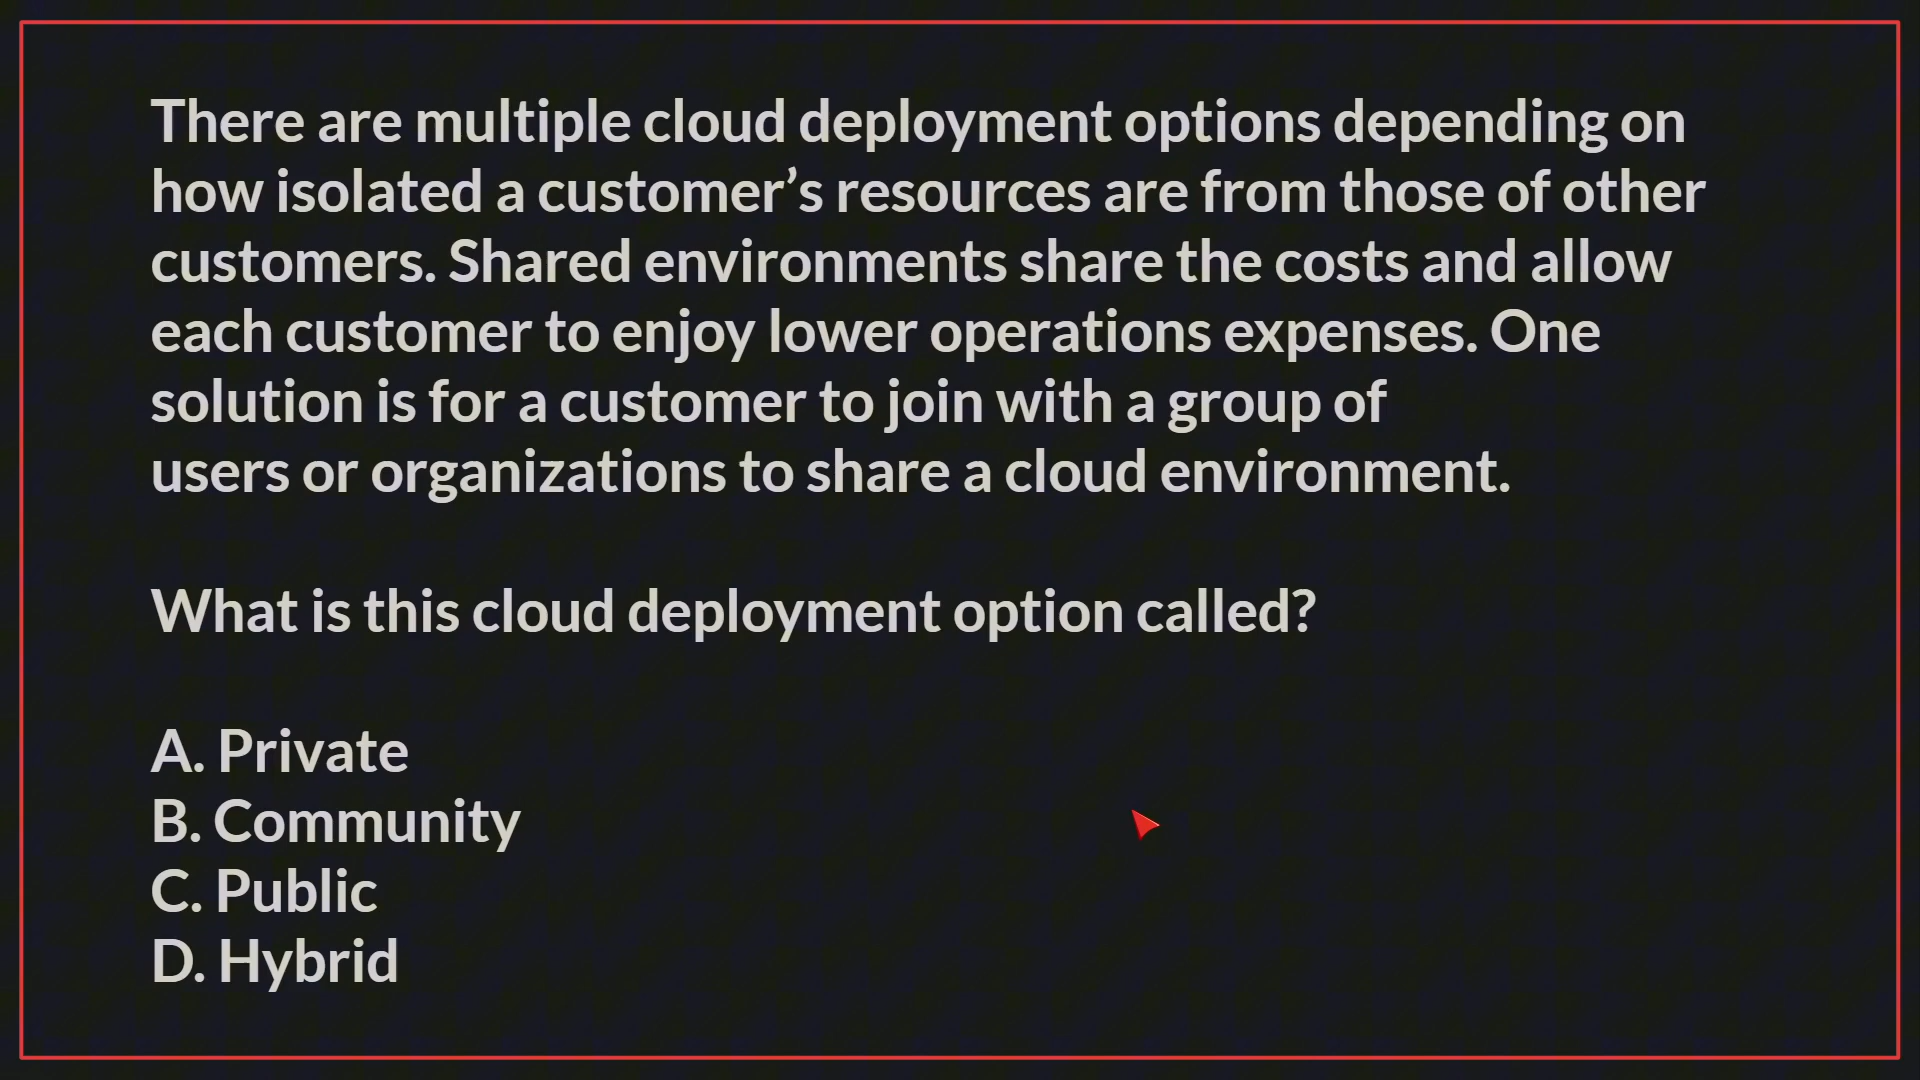 There are multiple cloud deployment options depending on
how isolated a customer’s resources are from those of other
customers. Shared environments share the costs and allow
each customer to enjoy lower operations expenses. One
solution is for a customer to join with a group of
users or organizations to share a cloud environment.
What is this cloud deployment option called?
A. Private
B. Community
C. Public
D. Hybrid